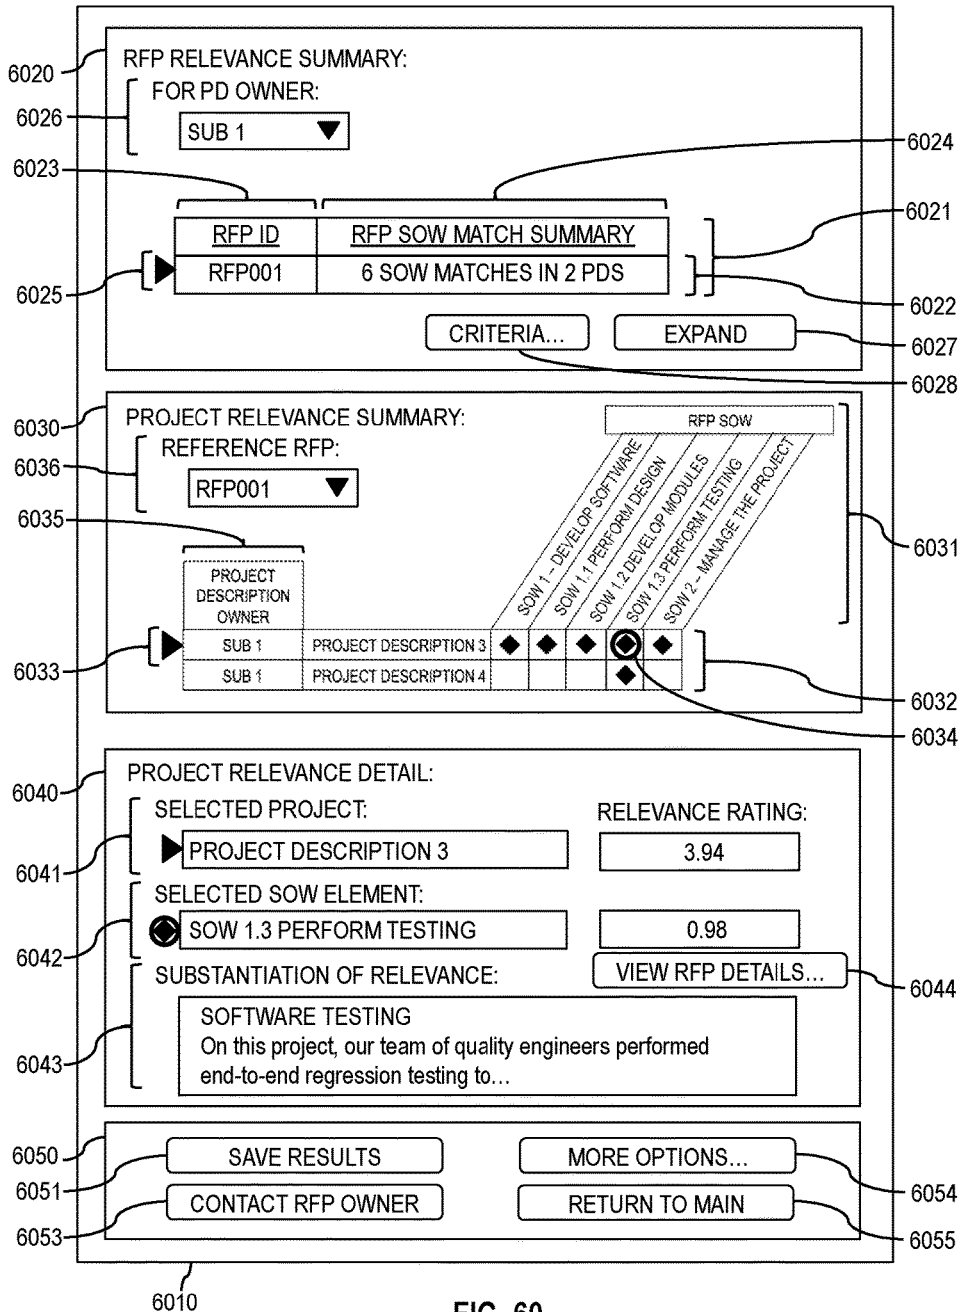 RFP RELEVANCE SUMMARY:
6020
FOR PD OWNER:
6026
SUB 1
6024
6023
6021
RFP ID
RFP SOW MATCH SUMMARY
RFP001
6 SOW MATCHES IN 2 PDS
6025
6022
CRITERIA...
EXPAND
6027
6028
6030
PROJECT RELEVANCE SUMMARY:
RFP SOW
REFERENCE RFP:
6036
RFP001
SOW 1 – DEVELOP SOFTWARE
SOW 1.1 PERFORM DESIGN
SOW 1.2 DEVELOP MODULES
SOW 1.3 PERFORM TESTING
SOW 2 – MANAGE THE PROJECT
6035
6031
PROJECT
DESCRIPTION
OWNER
SUB 1
PROJECT DESCRIPTION 3
6033
SUB 1
PROJECT DESCRIPTION 4
6032
6034
PROJECT RELEVANCE DETAIL:
6040
SELECTED PROJECT:
RELEVANCE RATING:
PROJECT DESCRIPTION 3
3.94
6041
SELECTED SOW ELEMENT:
SOW 1.3 PERFORM TESTING
0.98
6042
SUBSTANTIATION OF RELEVANCE:
VIEW RFP DETAILS...
6044
SOFTWARE TESTING
On this project, our team of quality engineers performed
6043
end-to-end regression testing to...
6050
SAVE RESULTS
MORE OPTIONS...
6051
6054
CONTACT RFP OWNER
RETURN TO MAIN
6053
6055
6010
FIG. 60